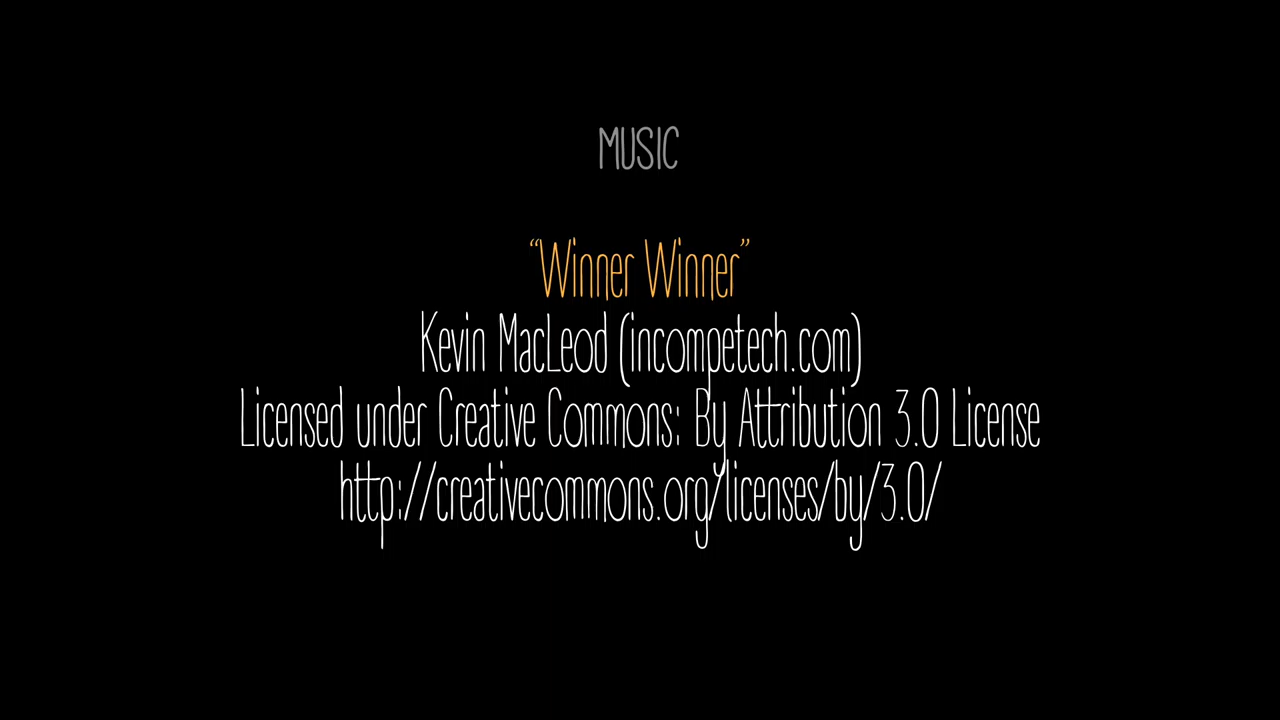 MUSIC
“Winner Winner”
Kevin MacLeod (incompetech.com)
Licensed under Creative Commons: By Attribution 3.0 License
http://creativecommons.org/licenses/by/3.0/